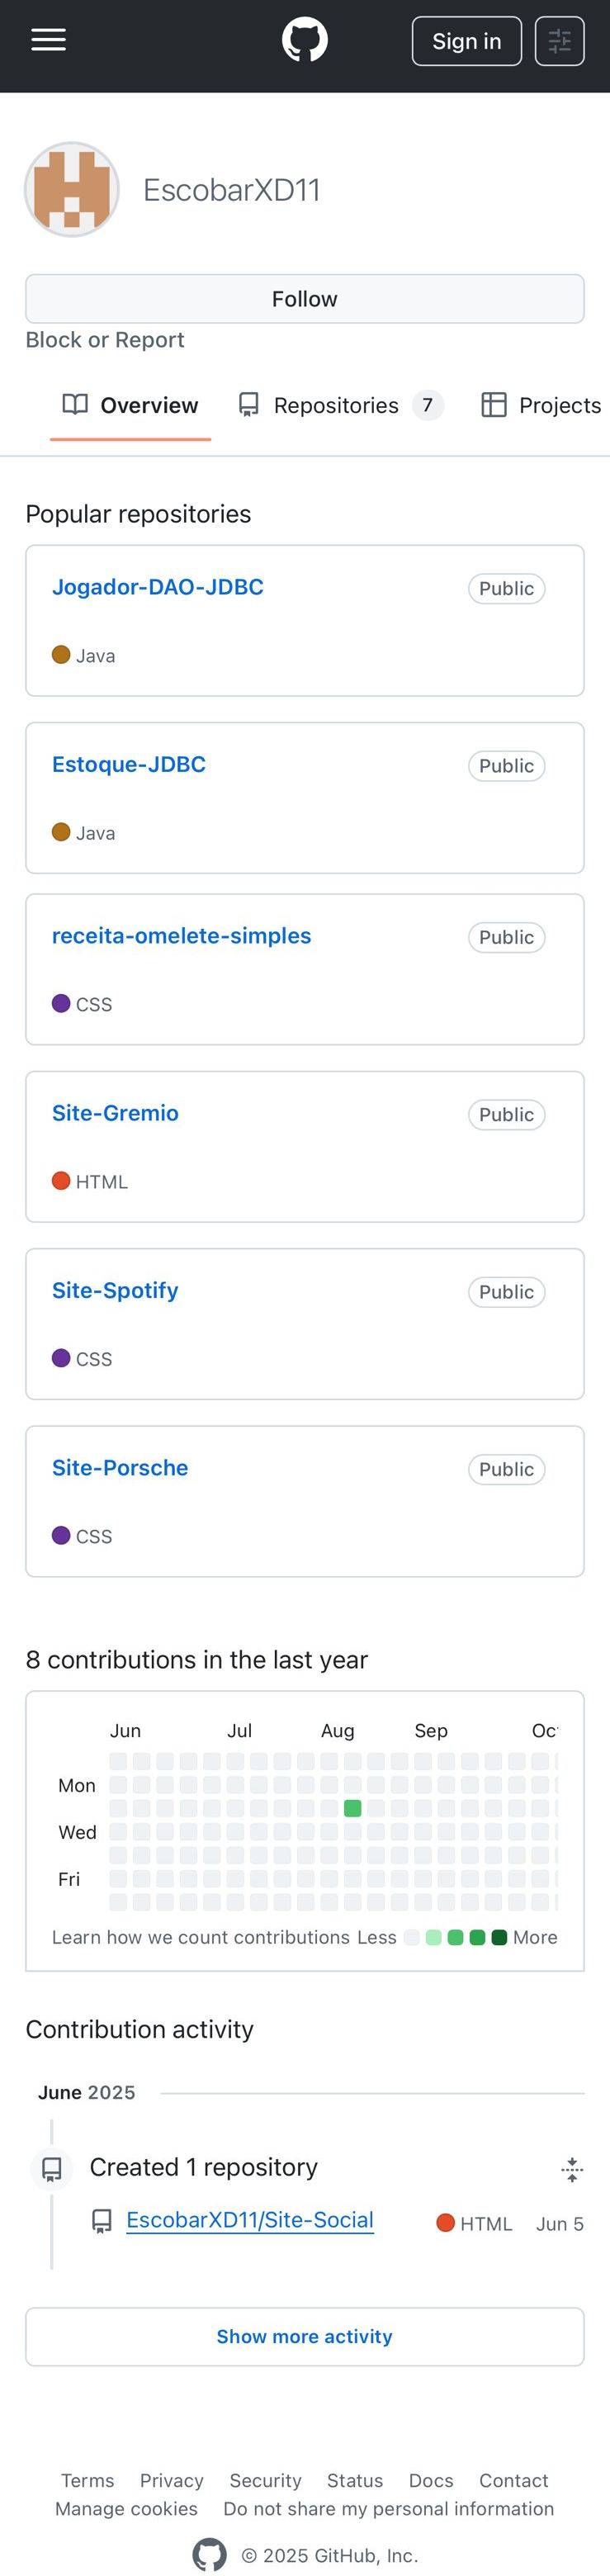 Sign in
EscobarXD11
Follow
Block or Report
Overview Repositories 7 Projects
Popular repositories
Jogador-DAO-JDBC Public
Java
Estoque-JDBC Public
Java
receita-omelete-simples Public
CSS
Site-Gremio Public
HTML
Site-Spotify Public
CSS
Site-Porsche Public
CSS
8 contributions in the last year
Jun Jul Aug Sep Oc
Mon
Wed
Fri
Learn how we count contributions Less More
Contribution activity
June 2025
Created 1 repository
EscobarXD11/Site-Social HTML Jun 5
Show more activity
Terms Privacy Security Status Docs Contact
Manage cookies Do not share my personal information
© 2025 GitHub, Inc.